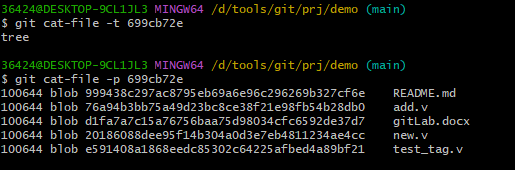 36424@DESKTOP-9CL1JL3 MINGW64 /d/tools/git/prj/demo (main)
$ git cat-file -t 699cb72e
tree
36424@DESKTOP-9CL1JL3 MINGW64 /d/tools/git/prj/demo (main)
$ git cat-file -p 699cb72e
100644 blob 999438c297ac8795eb69a6e96c296269b327cf6e    README.md
100644 blob 76a94b3bb75a49d23bc8ce38f21e98fb54b28db0    add.v
100644 blob d1fa7a7c15a76756baa75d98034cfc6592de37d7    gitLab.docx
100644 blob 20186088dee95f14b304a0d3e7eb4811234ae4cc    new.v
100644 blob e591408a1868eedc85302c64225afbed4a89bf21    test_tag.v